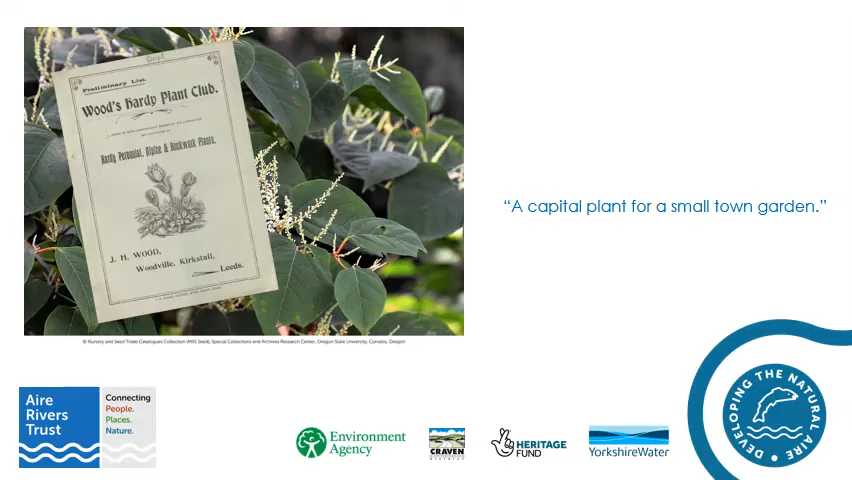 Preliminary List.
Wood's Hardy Plant Club.
Hardy Perennial, Alpine & Rockwork Plants.
J. H. WOOD,
Woodville, Kirkstall,
Leeds.
“A capital plant for a small town garden.”
© Nursery and Seed Trade Catalogues Collection (MSS Seed), Special Collections and Archives Research Center, Oregon State University, Corvallis, Oregon
Aire
Rivers
Trust
Connecting
People.
Places.
Nature.
Environment
Agency
CRAVEN
DISTRICT
HERITAGE
FUND
YorkshireWater
DEVELOPING THE NATURAL AIRE